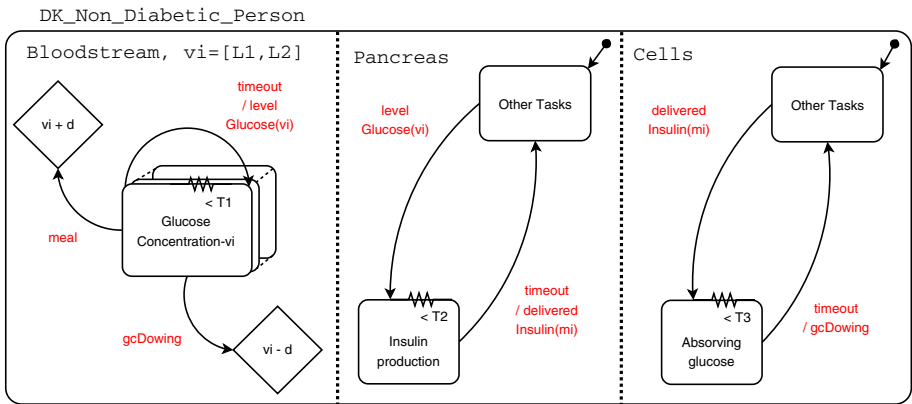 DK_Non_Diabetic_Person
Bloodstream, vi=[L1,L2]
timeout
/ level
Glucose(vi)
vi + d
< T1
Glucose
Concentration-vi
meal
gcDowing
vi - d
Pancreas
Other Tasks
level
Glucose(vi)
timeout
/ delivered
Insulin(mi)
< T2
Insulin
production
Cells
Other Tasks
delivered
Insulin(mi)
timeout
/ gcDowing
< T3
Absorving
glucose